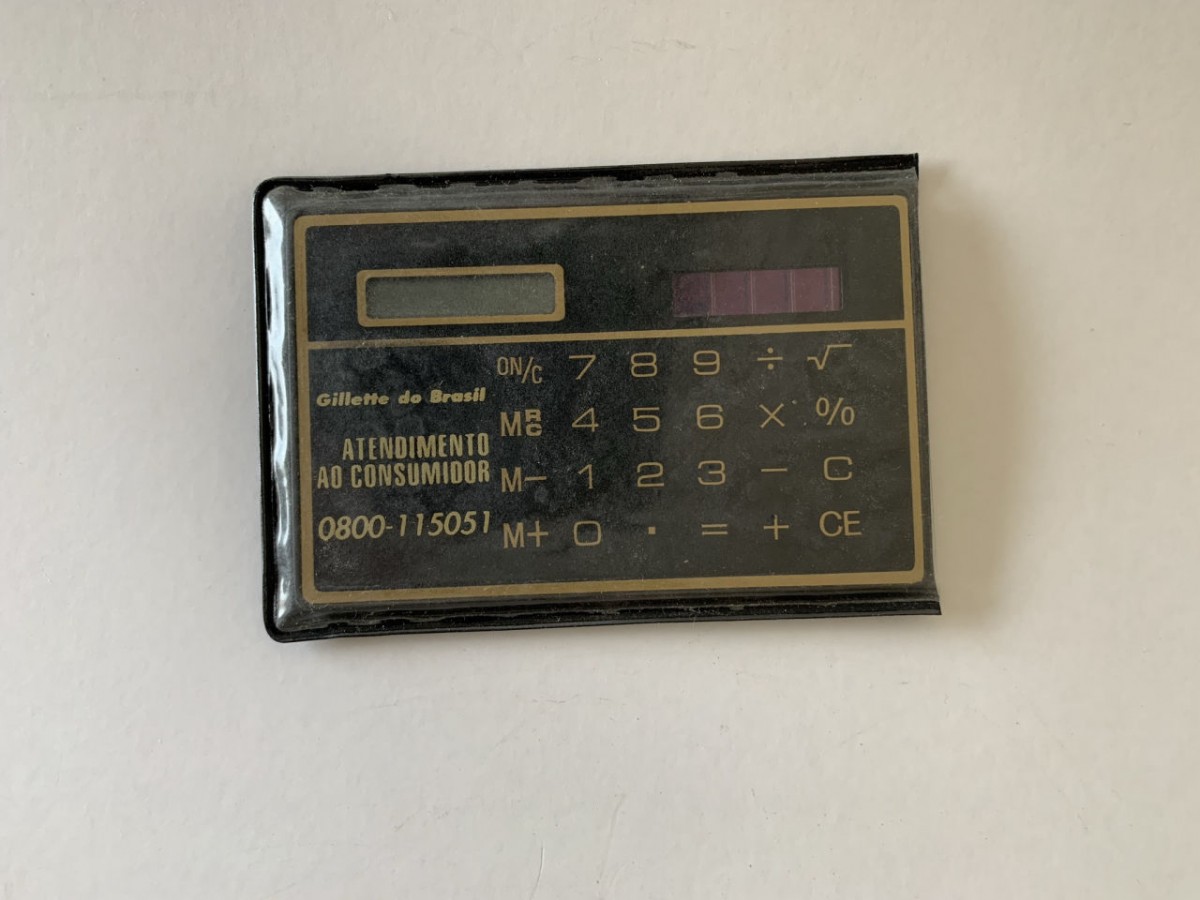 ON/C 7 8 9 ÷ √
Gillette do Brasil
MRC 4 5 6 × %
ATENDIMENTO
AO CONSUMIDOR
M− 1 2 3 − C
0800-115051
M+ 0 . = + CE